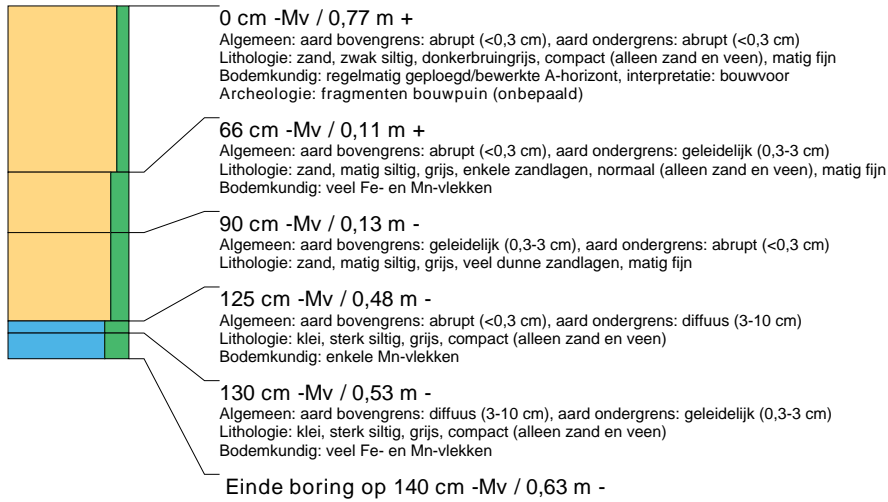 0 cm -Mv / 0,77 m +
Algemeen: aard bovengrens: abrupt (<0,3 cm), aard ondergrens: abrupt (<0,3 cm)
Lithologie: zand, zwak siltig, donkerbruingrijs, compact (alleen zand en veen), matig fijn
Bodemkundig: regelmatig geploegd/bewerkte A-horizont, interpretatie: bouwvoor
Archeologie: fragmenten bouwpuin (onbepaald)
66 cm -Mv / 0,11 m +
Algemeen: aard bovengrens: abrupt (<0,3 cm), aard ondergrens: geleidelijk (0,3-3 cm)
Lithologie: zand, matig siltig, grijs, enkele zandlagen, normaal (alleen zand en veen), matig fijn
Bodemkundig: veel Fe- en Mn-vlekken
90 cm -Mv / 0,13 m -
Algemeen: aard bovengrens: geleidelijk (0,3-3 cm), aard ondergrens: abrupt (<0,3 cm)
Lithologie: zand, matig siltig, grijs, veel dunne zandlagen, matig fijn
125 cm -Mv / 0,48 m -
Algemeen: aard bovengrens: abrupt (<0,3 cm), aard ondergrens: diffuus (3-10 cm)
Lithologie: klei, sterk siltig, grijs, compact (alleen zand en veen)
Bodemkundig: enkele Mn-vlekken
130 cm -Mv / 0,53 m -
Algemeen: aard bovengrens: diffuus (3-10 cm), aard ondergrens: geleidelijk (0,3-3 cm)
Lithologie: klei, sterk siltig, grijs, compact (alleen zand en veen)
Bodemkundig: veel Fe- en Mn-vlekken
Einde boring op 140 cm -Mv / 0,63 m -